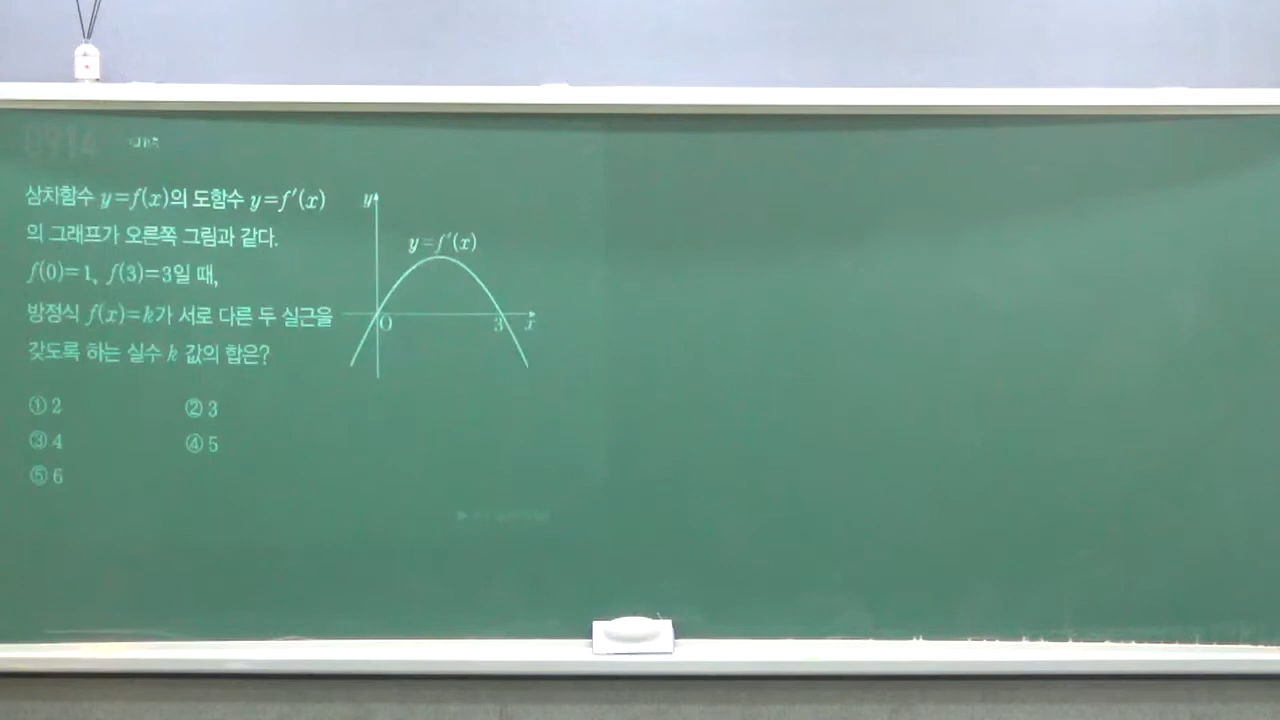 0914
삼차함수 y=f(x)의 도함수 y=f′(x)
의 그래프가 오른쪽 그림과 같다.
f(0)=1, f(3)=3일 때,
방정식 f(x)=k가 서로 다른 두 실근을
갖도록 하는 실수 k 값의 합은?
y
y=f′(x)
O
3
x
① 2 ② 3
③ 4 ④ 5
⑤ 6